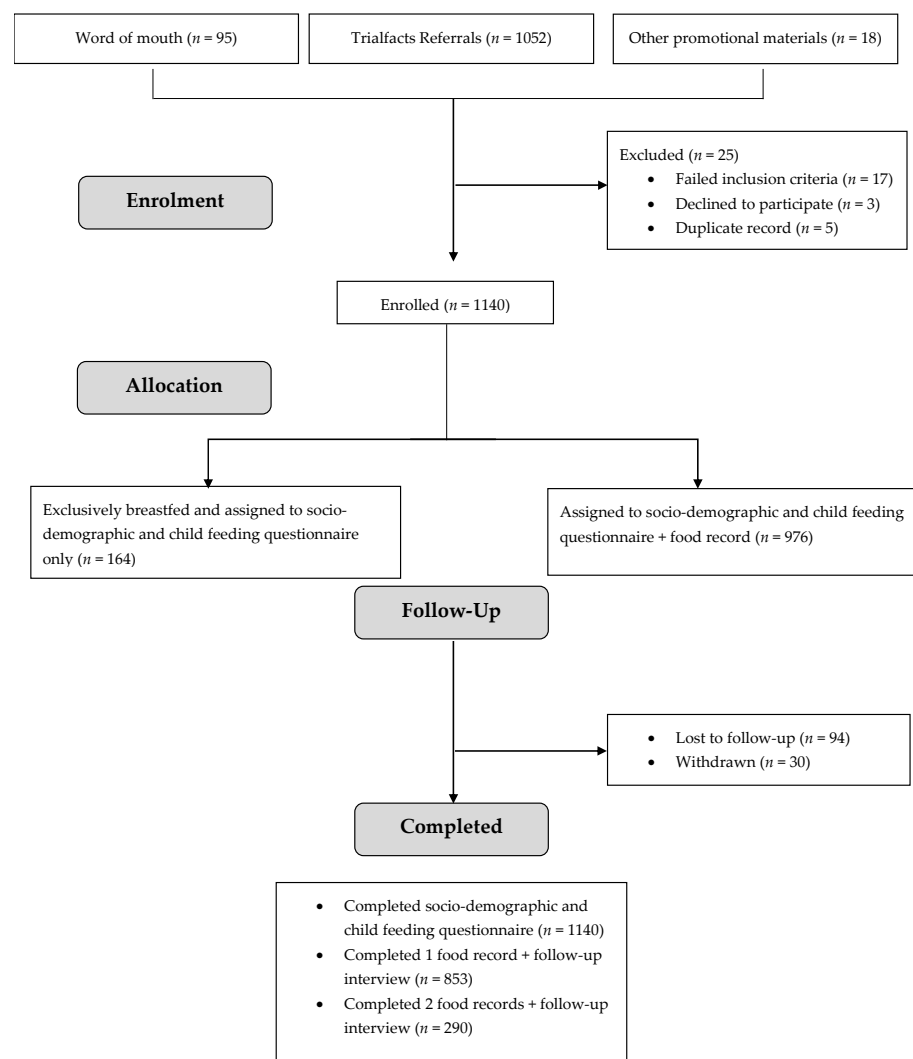 Word of mouth (n = 95)
Trialfacts Referrals (n = 1052)
Other promotional materials (n = 18)
Excluded (n = 25)
• Failed inclusion criteria (n = 17)
• Declined to participate (n = 3)
• Duplicate record (n = 5)
Enrolment
Enrolled (n = 1140)
Allocation
Exclusively breastfed and assigned to socio-
demographic and child feeding questionnaire
only (n = 164)
Assigned to socio-demographic and child feeding
questionnaire + food record (n = 976)
Follow-Up
• Lost to follow-up (n = 94)
• Withdrawn (n = 30)
Completed
• Completed socio-demographic and
child feeding questionnaire (n = 1140)
• Completed 1 food record + follow-up
interview (n = 853)
• Completed 2 food records + follow-up
interview (n = 290)